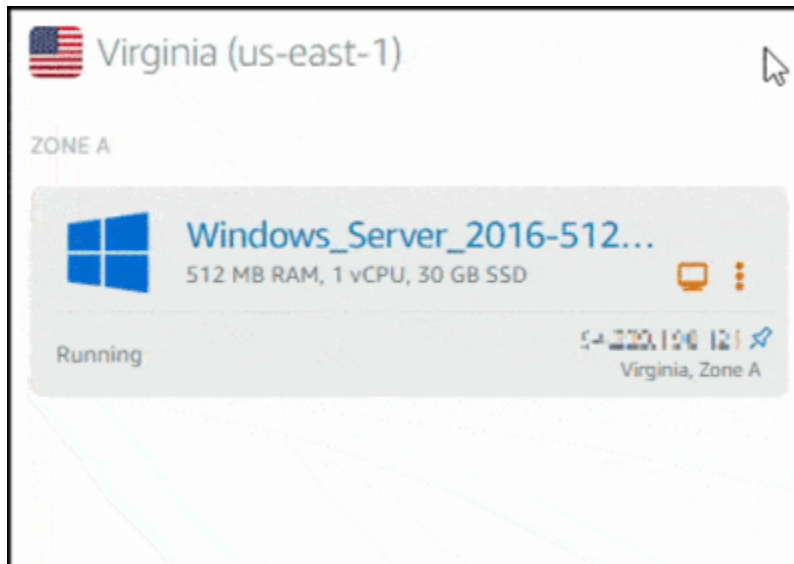 Virginia (us-east-1)
ZONE A
Windows_Server_2016-512...
512 MB RAM, 1 vCPU, 30 GB SSD
Running
Virginia, Zone A